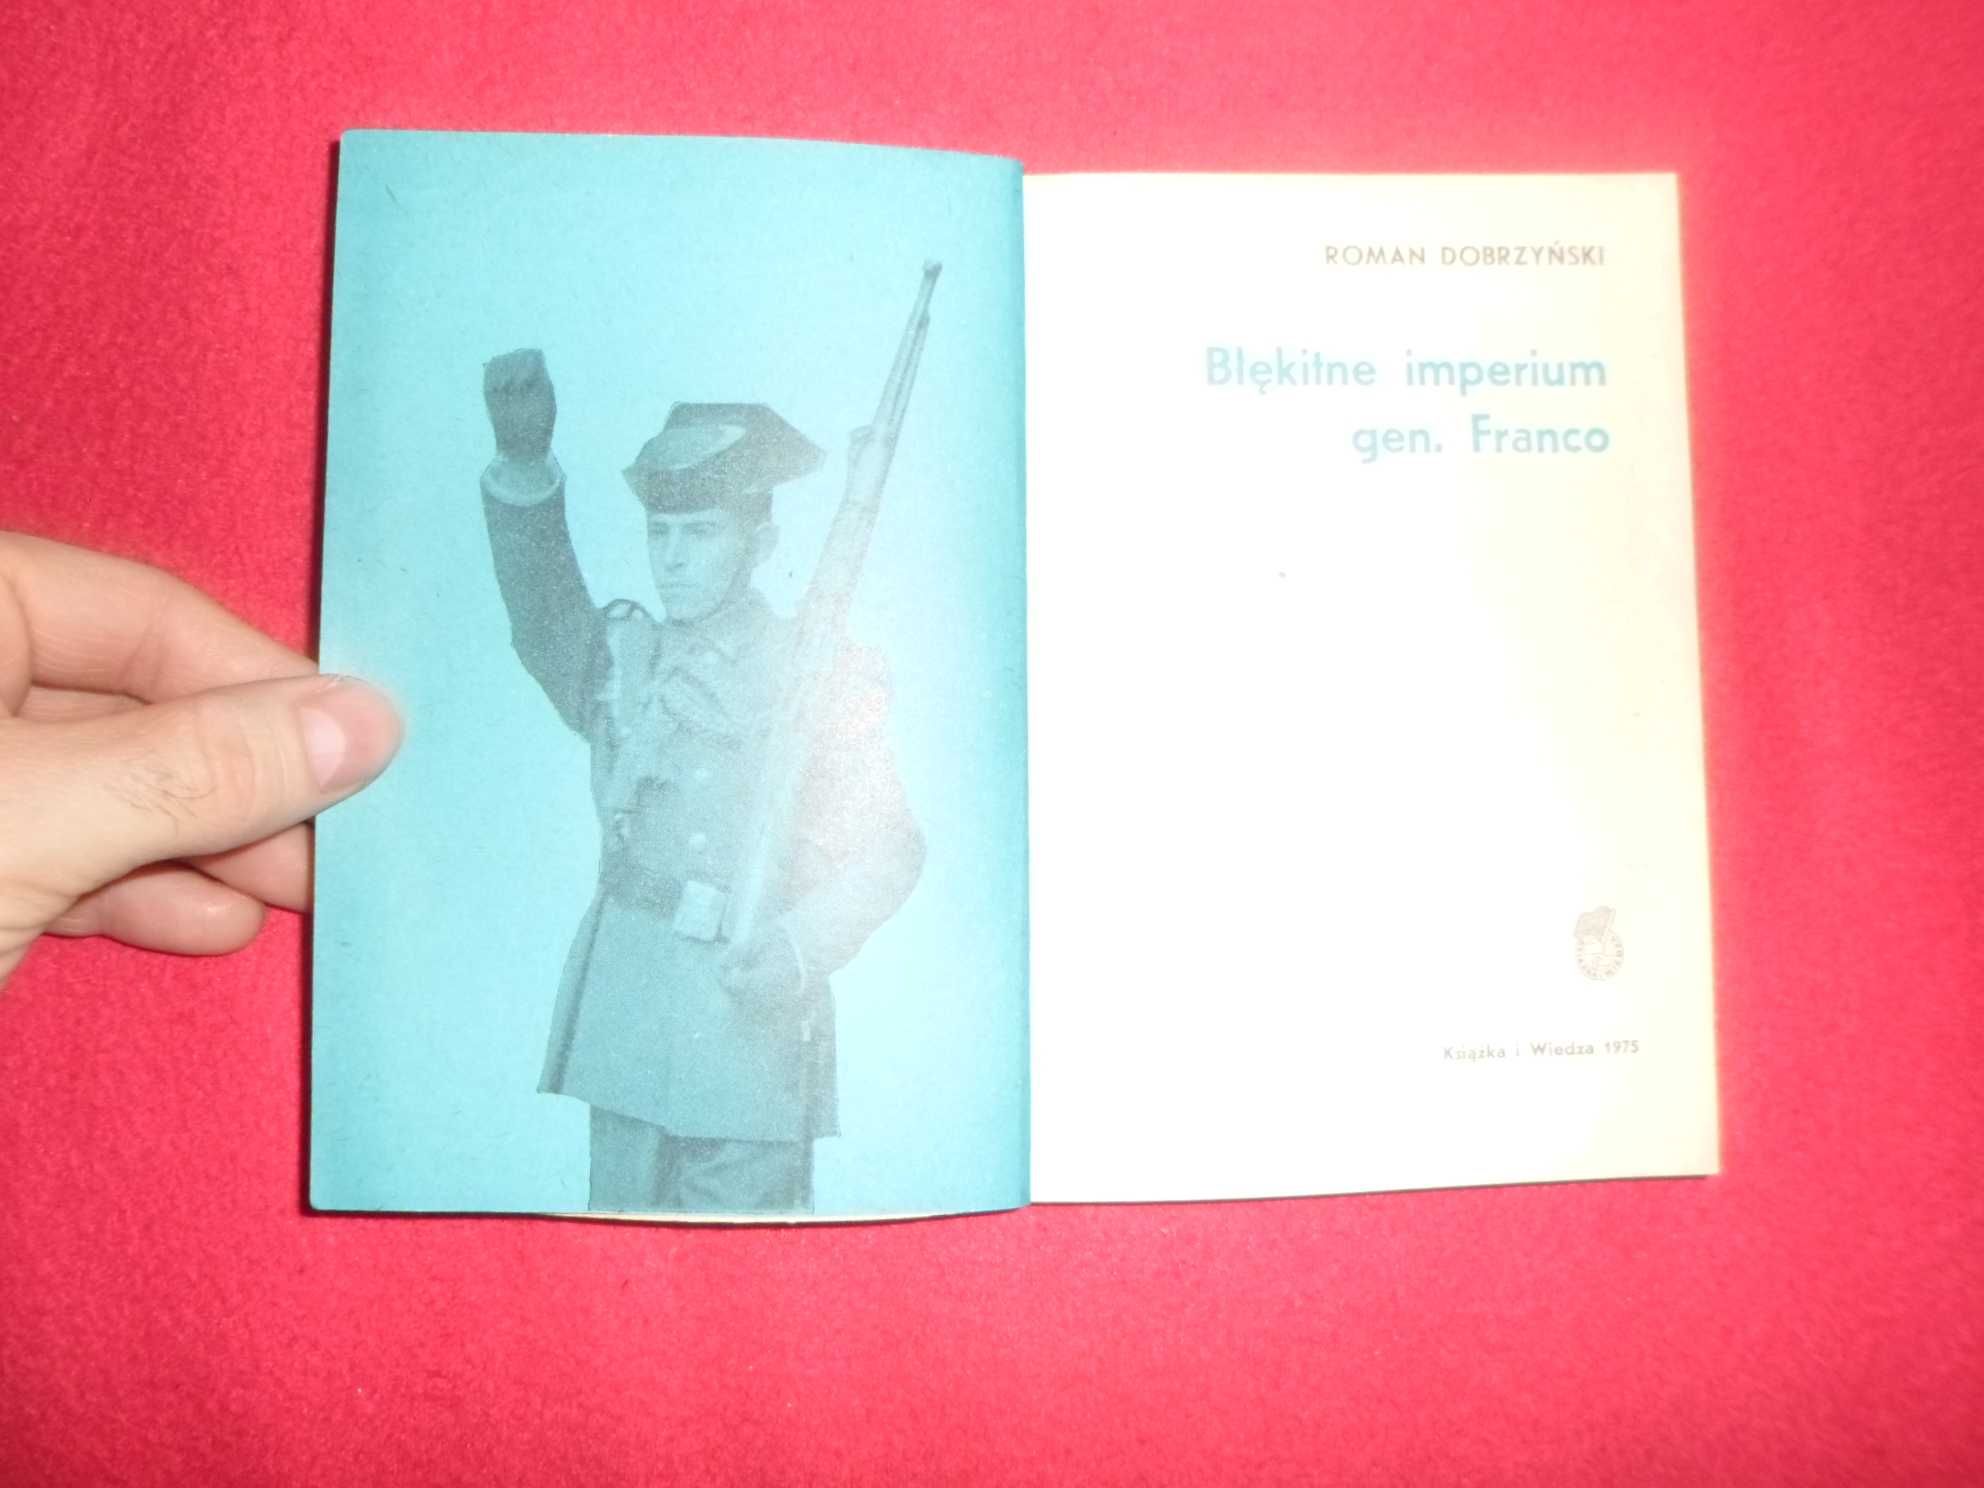 ROMAN DOBRZYŃSKI
Błękitne imperium
gen. Franco
Książka i Wiedza 1975